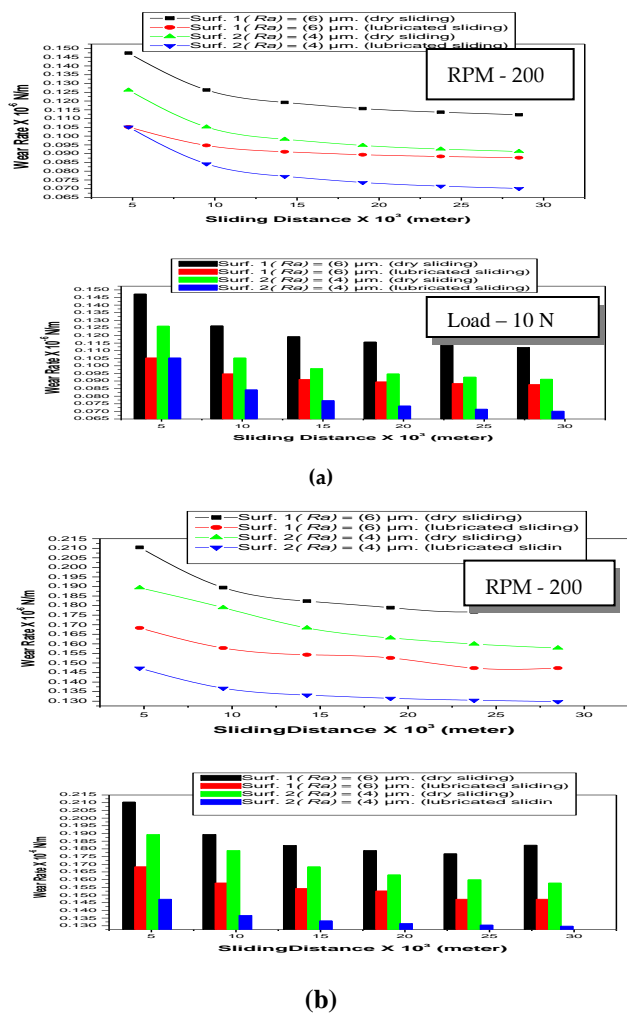 Surf. 1( Ra) = (6) µm. (dry sliding)
Surf. 1 (Ra) = (6) µm. (lubricated sliding)
Surf. 2( Ra) = (4) µm. (dry sliding)
Surf. 2 (Ra) = (4) µm. (lubricated sliding)
RPM - 200
0.150
0.145
0.140
0.135
0.130
0.125
0.120
0.115
0.110
0.105
0.100
0.095
0.090
0.085
0.080
0.075
0.070
0.065
Wear Rate X 10⁶ N/m
5 10 15 20 25 30
Sliding Distance X 10³ (meter)
Surf. 1( Ra) = (6) µm. (dry sliding)
Surf. 1 (Ra) = (6) µm. (lubricated sliding)
Surf. 2( Ra) = (4) µm. (dry sliding)
Surf. 2 (Ra) = (4) µm. (lubricated sliding)
Load – 10 N
0.150
0.145
0.140
0.135
0.130
0.125
0.120
0.115
0.110
0.105
0.100
0.095
0.090
0.085
0.080
0.075
0.070
0.065
Wear Rate X 10⁶ N/m
5 10 15 20 25 30
Sliding Distance X 10³ (meter)
(a)
Surf. 1( Ra) = (6) µm. (dry sliding)
Surf. 1 (Ra) = (6) µm. (lubricated sliding)
Surf. 2( Ra) = (4) µm. (dry sliding)
Surf. 2 (Ra) = (4) µm. (lubricated slidin
RPM - 200
0.215
0.210
0.205
0.200
0.195
0.190
0.185
0.180
0.175
0.170
0.165
0.160
0.155
0.150
0.145
0.140
0.135
0.130
Wear Rate X 10⁶ N/m
5 10 15 20 25 30
SlidingDistance X 10³ (meter)
Surf. 1( Ra) = (6) µm. (dry sliding)
Surf. 1 (Ra) = (6) µm. (lubricated sliding)
Surf. 2( Ra) = (4) µm. (dry sliding)
Surf. 2 (Ra) = (4) µm. (lubricated slidin
0.215
0.210
0.205
0.200
0.195
0.190
0.185
0.180
0.175
0.170
0.165
0.160
0.155
0.150
0.145
0.140
0.135
0.130
Wear Rate X 10⁶ N/m
5 10 15 20 25 30
SlidingDistance X 10³ (meter)
(b)